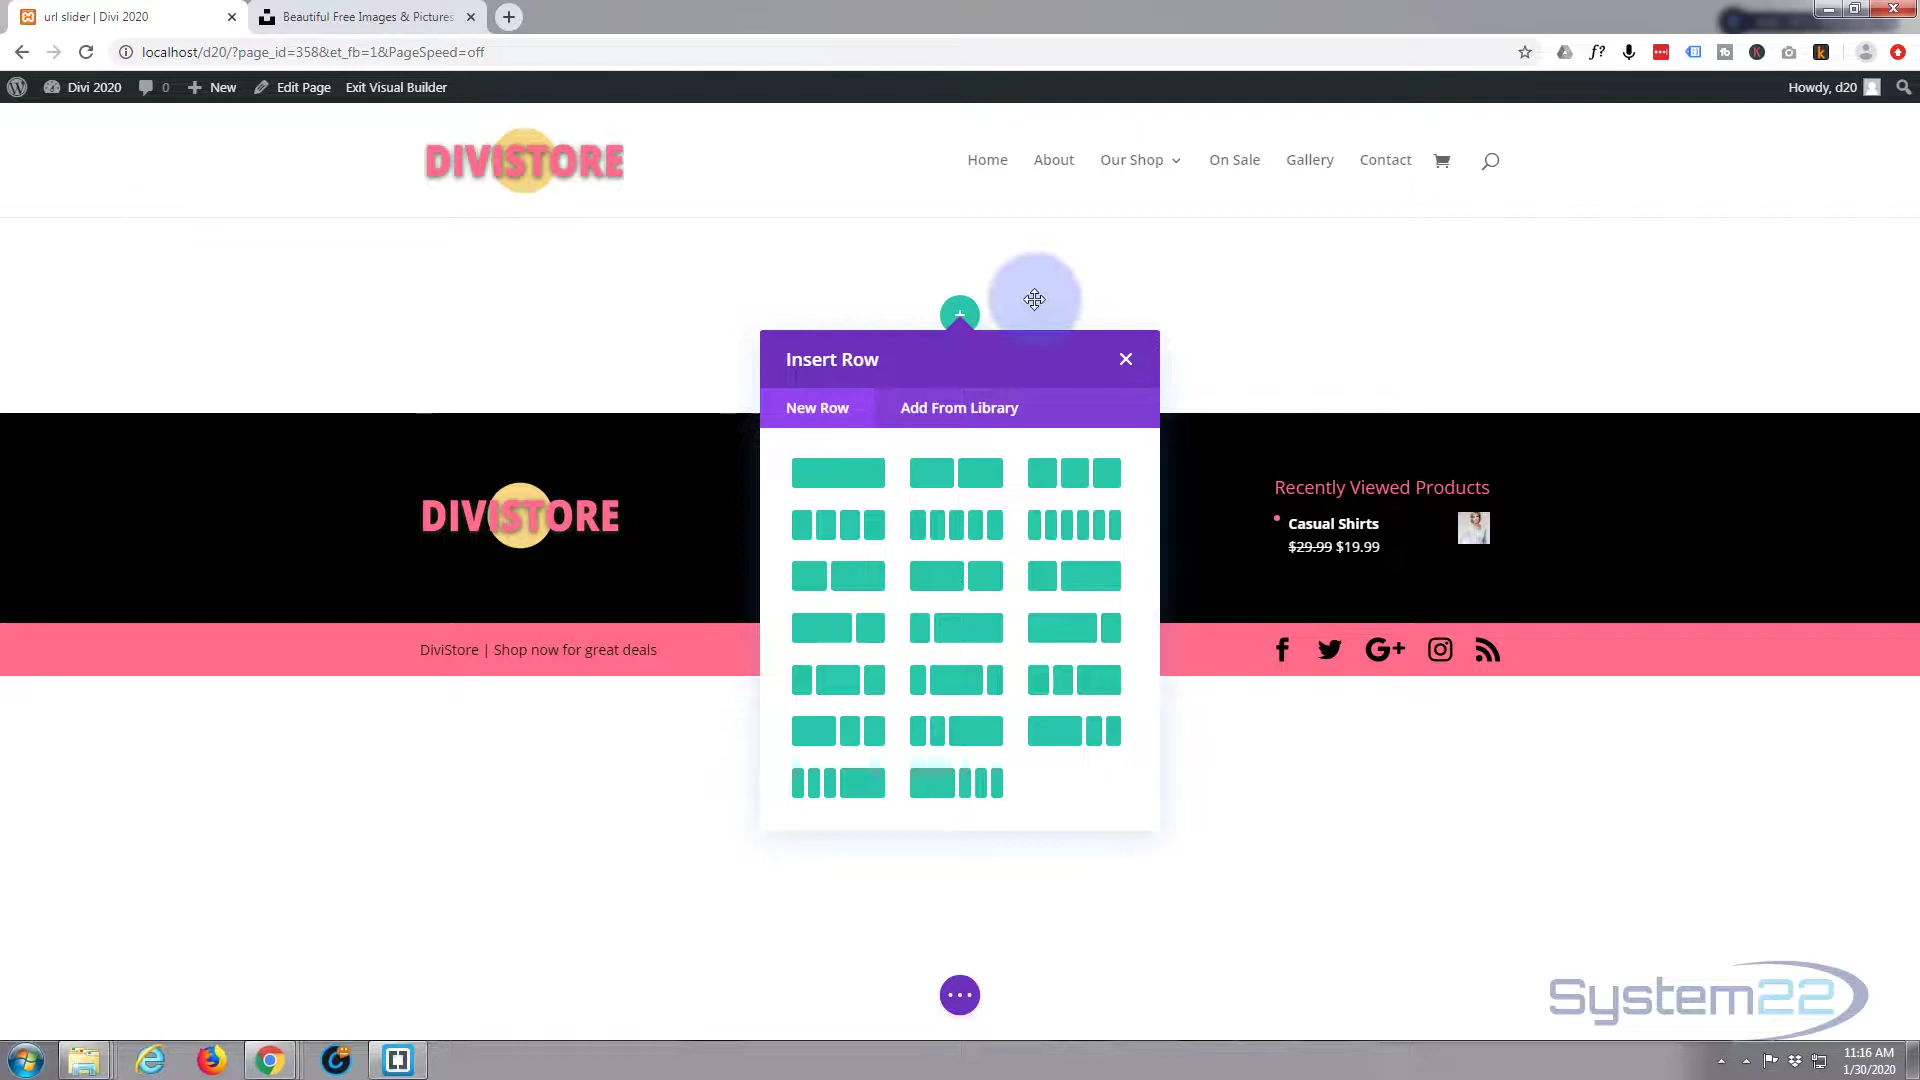 url slider | Divi 2020
Beautiful Free Images & Pictures
localhost/d20/?page_id=358&et_fb=1&PageSpeed=off
Divi 2020
0
New
Edit Page
Exit Visual Builder
Howdy, d20
DIVISTORE
Home
About
Our Shop
On Sale
Gallery
Contact
Insert Row
New Row
Add From Library
DIVISTORE
Recently Viewed Products
Casual Shirts
$29.99 $19.99
DiviStore | Shop now for great deals
System22
11:16 AM
1/30/2020